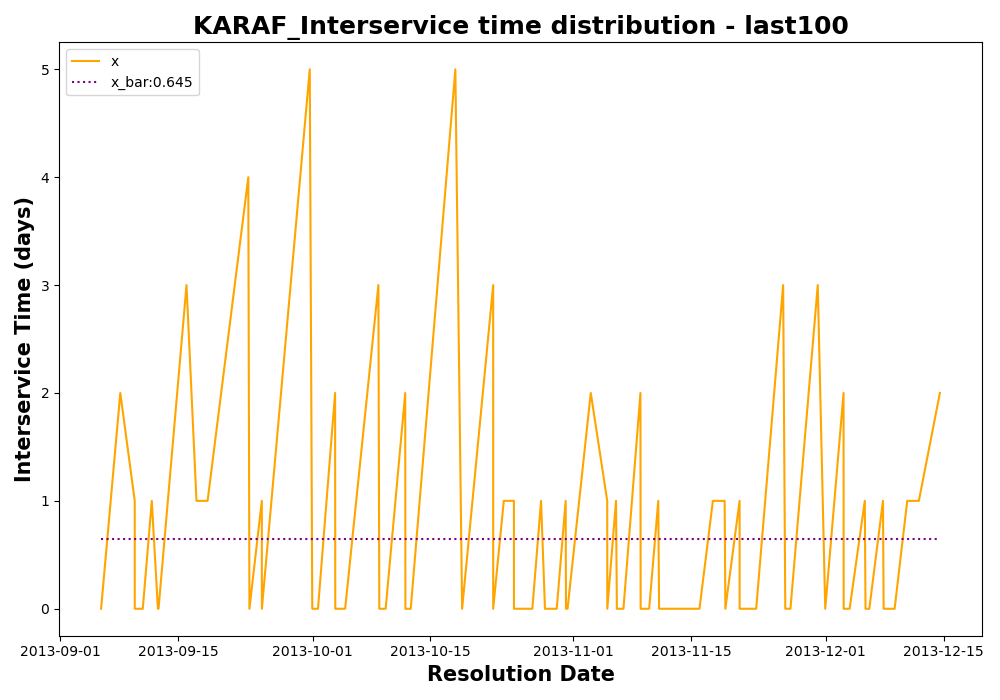 KARAF_Interservice time distribution - last100
x
x_bar:0.645
Interservice Time (days)
5
4
3
2
1
0
2013-09-01
2013-09-15
2013-10-01
2013-10-15
2013-11-01
2013-11-15
2013-12-01
2013-12-15
Resolution Date